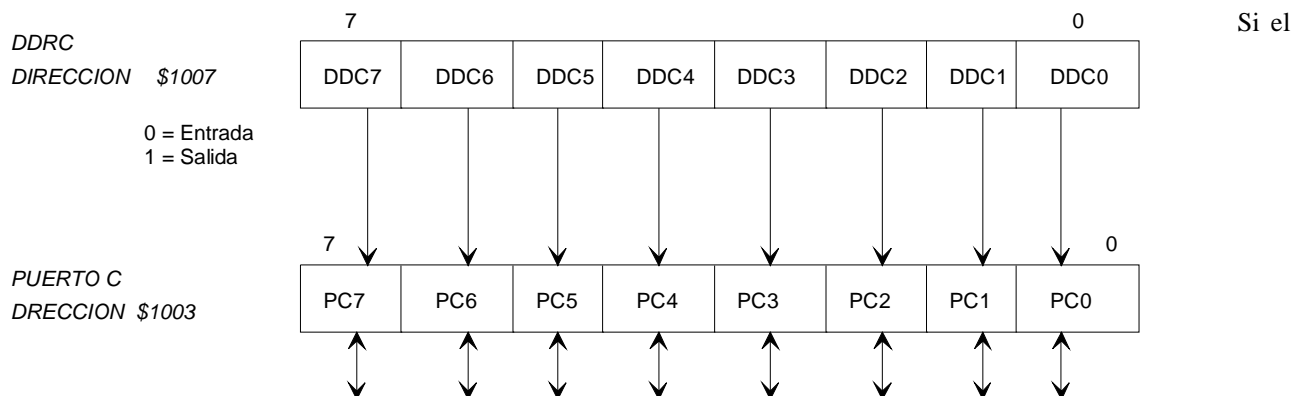 7 0 Si el
DDRC
DIRECCION $1007
DDC7 DDC6 DDC5 DDC4 DDC3 DDC2 DDC1 DDC0
0 = Entrada
1 = Salida
7 0
PUERTO C
DRECCION $1003
PC7 PC6 PC5 PC4 PC3 PC2 PC1 PC0